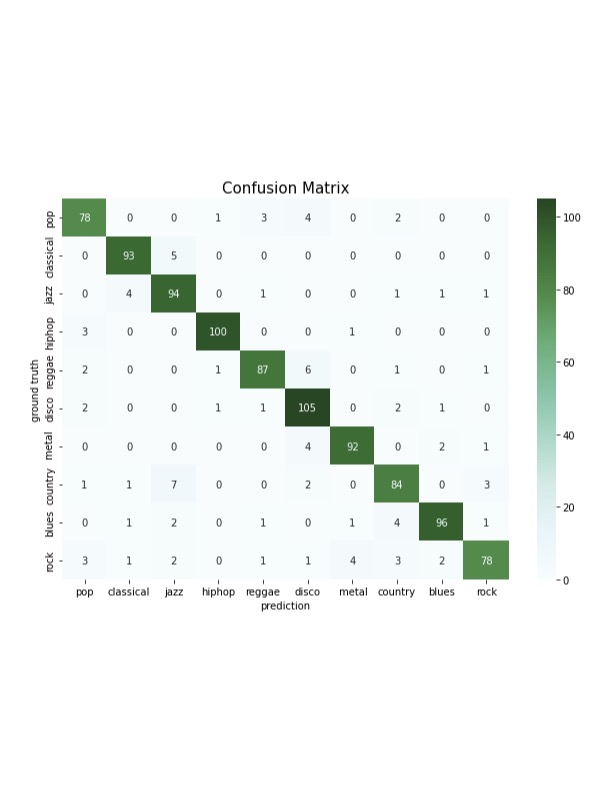 Confusion Matrix
pop 78 0 0 1 3 4 0 2 0 0
classical 0 93 5 0 0 0 0 0 0 0
jazz 0 4 94 0 1 0 0 1 1 1
hiphop 3 0 0 100 0 0 1 0 0 0
reggae 2 0 0 1 87 6 0 1 0 1
disco 2 0 0 1 1 105 0 2 1 0
metal 0 0 0 0 0 4 92 0 2 1
country 1 1 7 0 0 2 0 84 0 3
blues 0 1 2 0 1 0 1 4 96 1
rock 3 1 2 0 1 1 4 3 2 78
ground truth
pop classical jazz hiphop reggae disco metal country blues rock
prediction
100
80
60
40
20
0